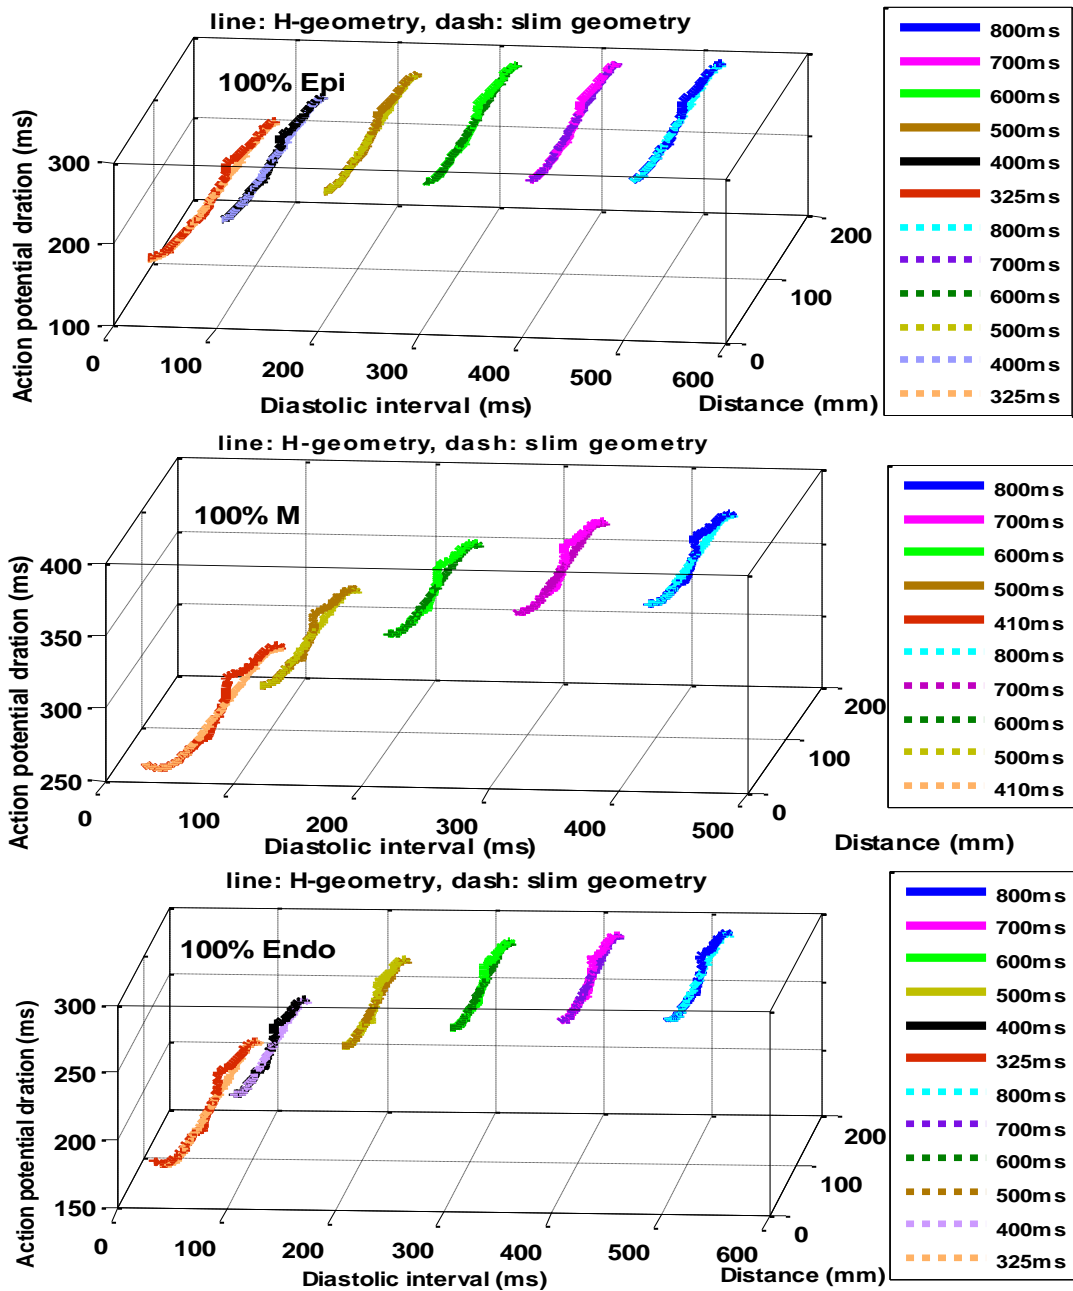 line: H-geometry, dash: slim geometry
100% Epi
Action potential dration (ms)
300
200
100
0
100
200
300
400
500
600
Diastolic interval (ms)
200
100
0
Distance (mm)
800ms
700ms
600ms
500ms
400ms
325ms
800ms
700ms
600ms
500ms
400ms
325ms
line: H-geometry, dash: slim geometry
100% M
Action potential dration (ms)
400
350
300
250
0
100
200
300
400
500
Diastolic interval (ms)
200
100
0
Distance (mm)
800ms
700ms
600ms
500ms
410ms
800ms
700ms
600ms
500ms
410ms
line: H-geometry, dash: slim geometry
100% Endo
Action potential dration (ms)
300
250
200
150
0
100
200
300
400
500
600
Diastolic interval (ms)
200
100
0
Distance (mm)
800ms
700ms
600ms
500ms
400ms
325ms
800ms
700ms
600ms
500ms
400ms
325ms